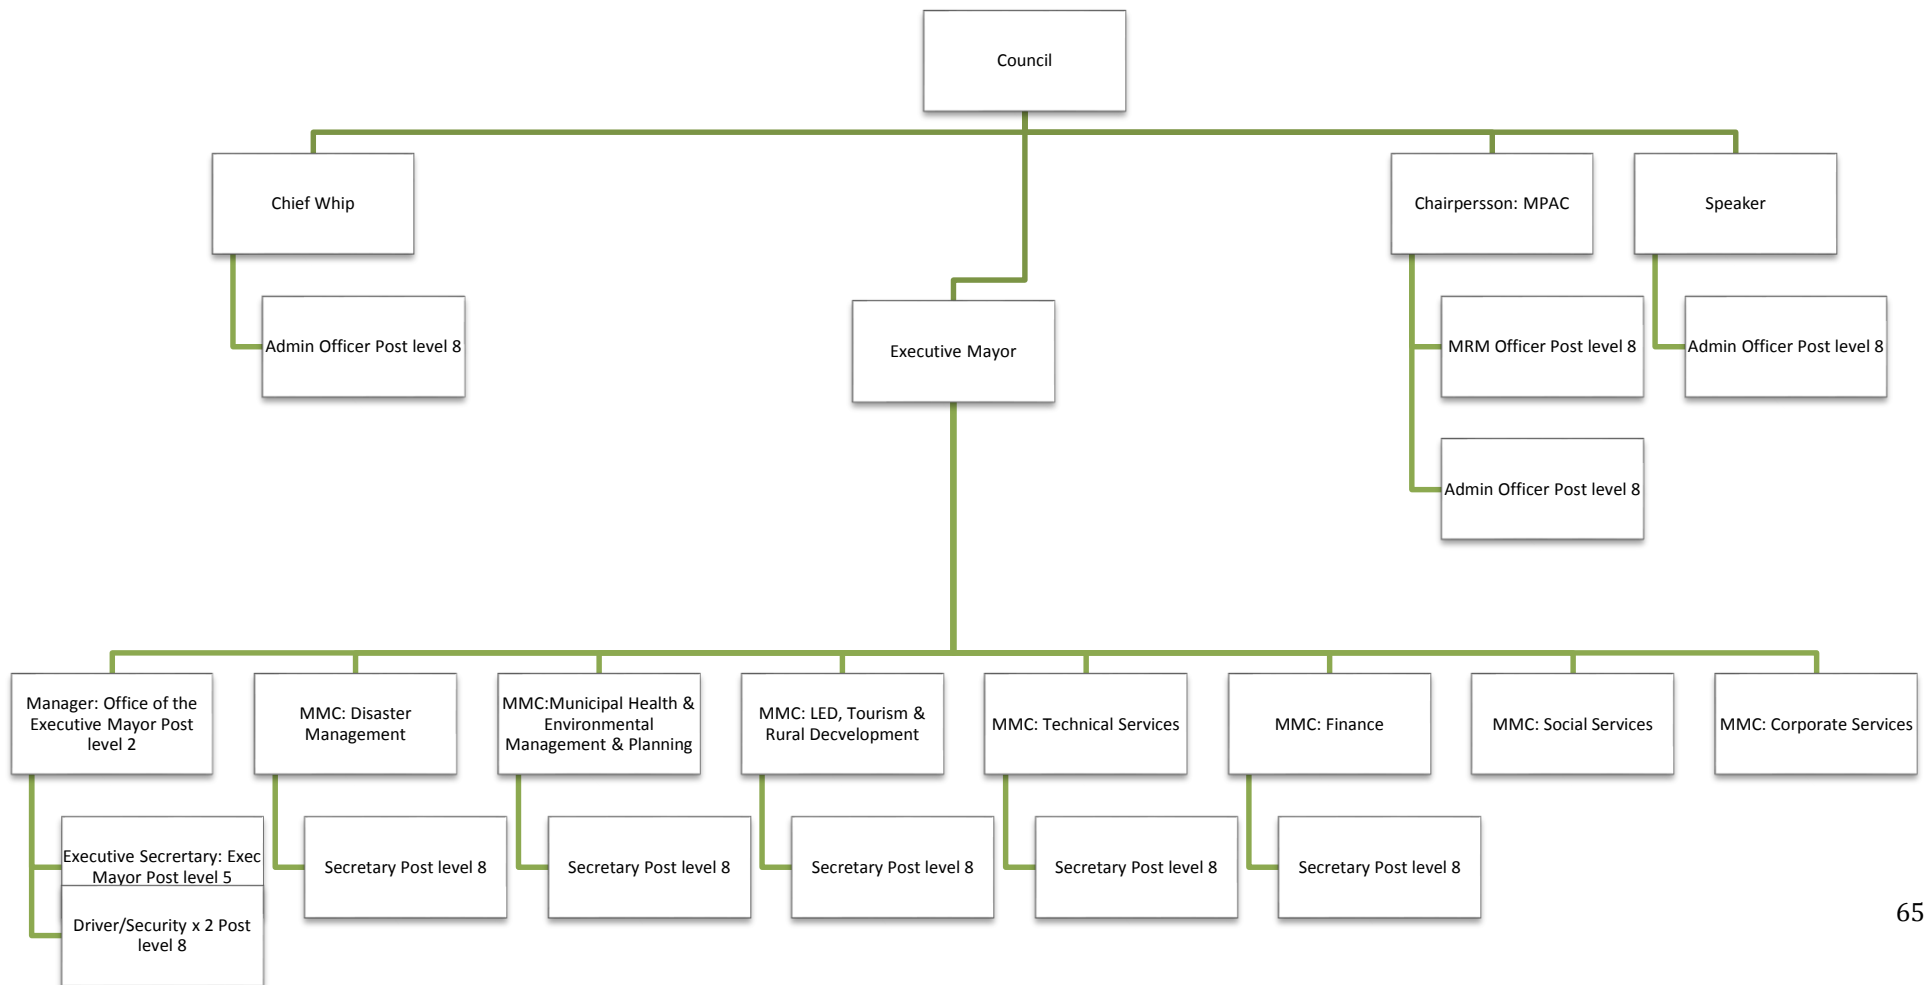 Council
Chief Whip
Chairpersson: MPAC
Speaker
Admin Officer Post level 8
Executive Mayor
MRM Officer Post level 8
Admin Officer Post level 8
Admin Officer Post level 8
Manager: Office of the
Executive Mayor Post
level 2
MMC: Disaster
Management
MMC:Municipal Health &
Environmental
Management & Planning
MMC: LED, Tourism &
Rural Decvelopment
MMC: Technical Services
MMC: Finance
MMC: Social Services
MMC: Corporate Services
Executive Secrertary: Exec
Mayor Post level 5
Driver/Security x 2 Post
level 8
Secretary Post level 8
Secretary Post level 8
Secretary Post level 8
Secretary Post level 8
Secretary Post level 8
65